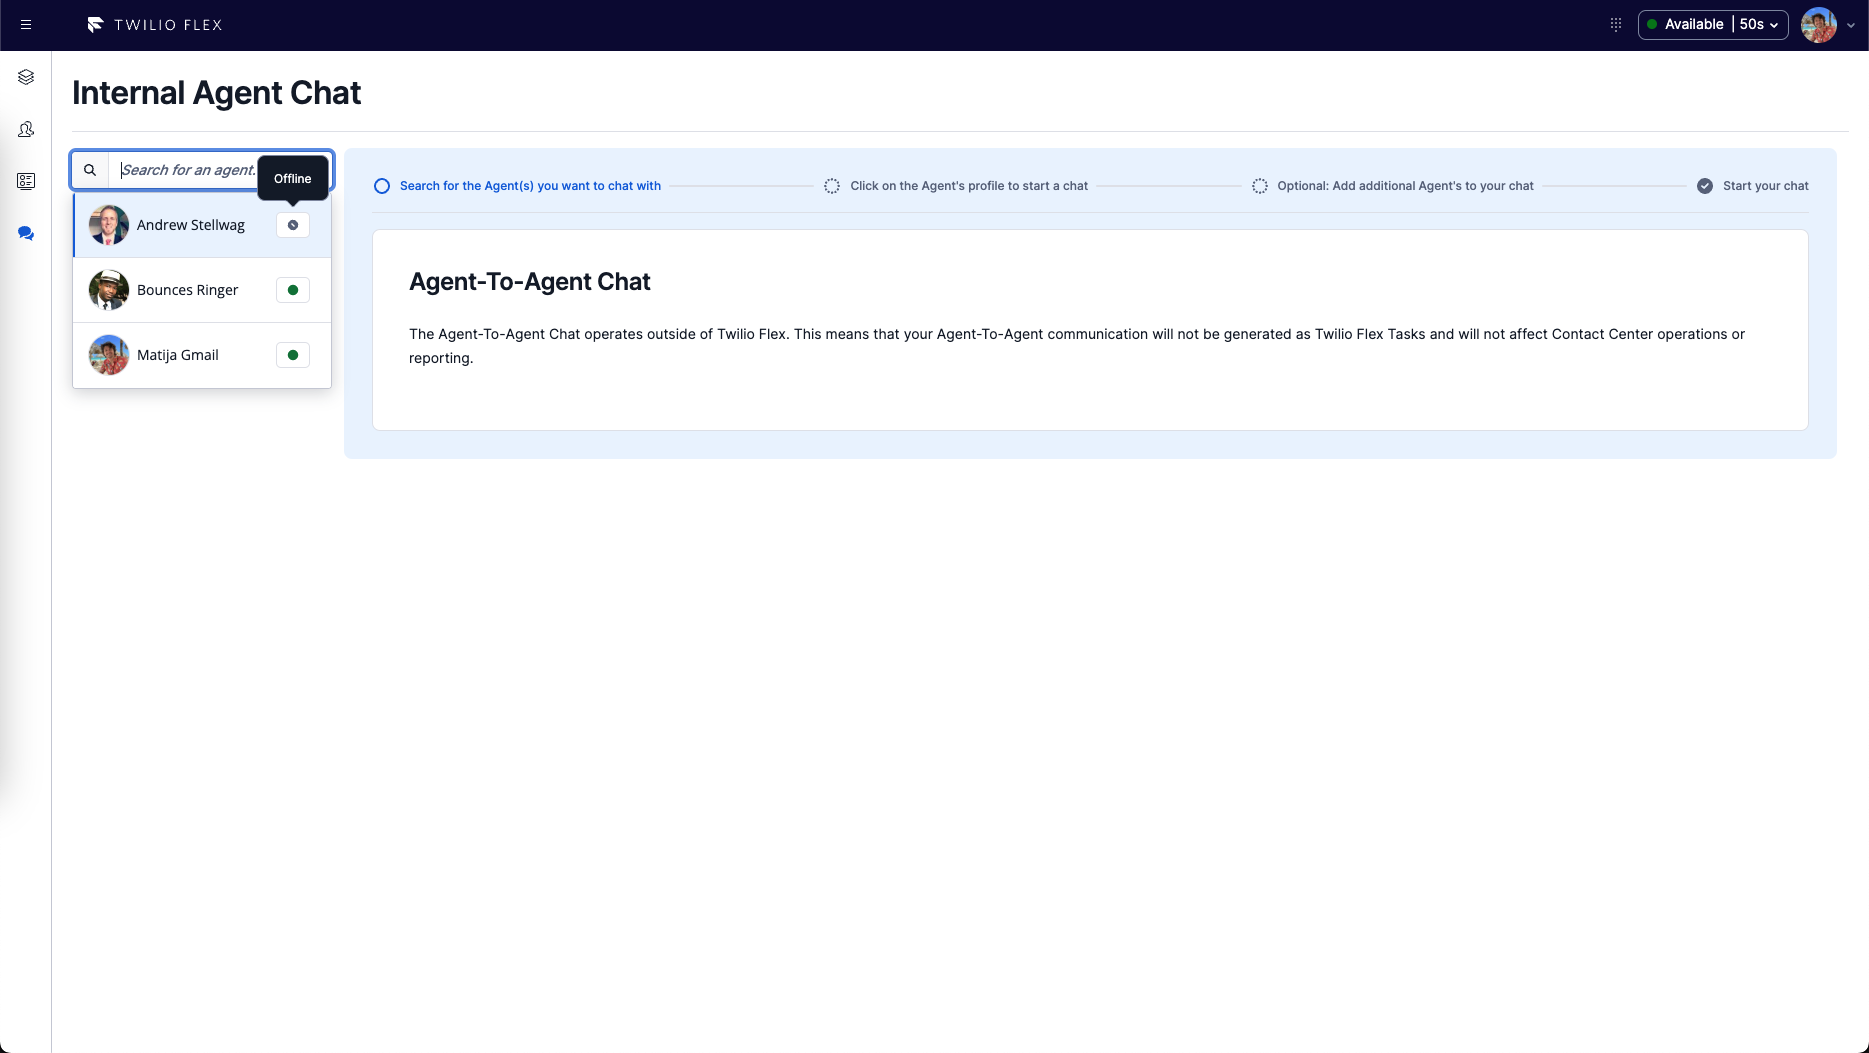 TWILIO FLEX
Available | 50s
Internal Agent Chat
Search for an agent.
Offline
Andrew Stellwag
Bounces Ringer
Matija Gmail
Search for the Agent(s) you want to chat with
Click on the Agent's profile to start a chat
Optional: Add additional Agent's to your chat
Start your chat
Agent-To-Agent Chat
The Agent-To-Agent Chat operates outside of Twilio Flex. This means that your Agent-To-Agent communication will not be generated as Twilio Flex Tasks and will not affect Contact Center operations or
reporting.